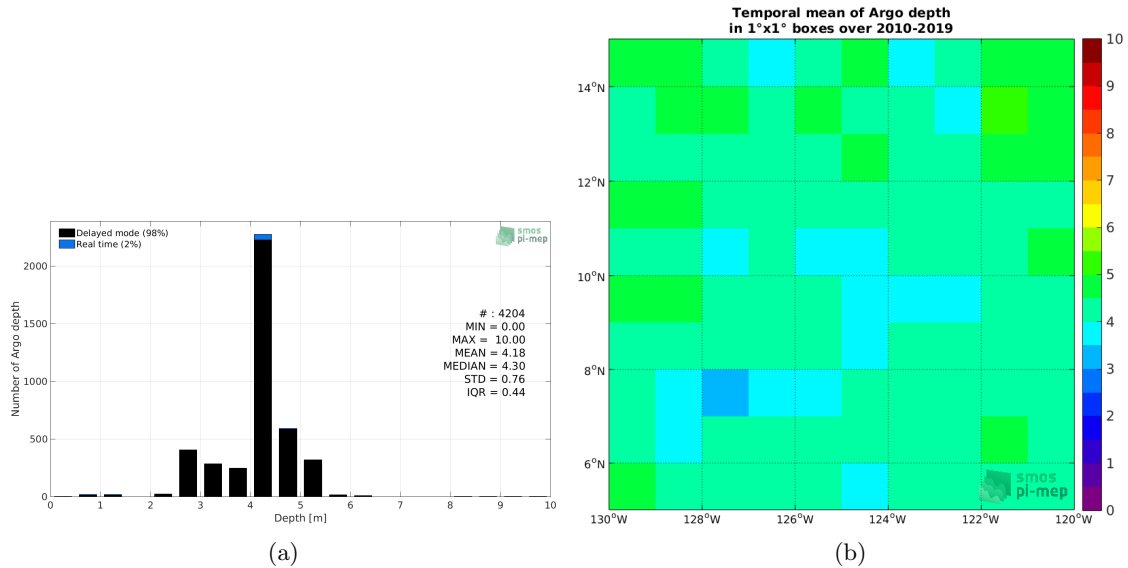 Delayed mode (98%)
Real time (2%)
smos
pi-mep
2000
1500
1000
500
0
Number of Argo depth
# : 4204
MIN = 0.00
MAX = 10.00
MEAN = 4.18
MEDIAN = 4.30
STD = 0.76
IQR = 0.44
0 1 2 3 4 5 6 7 8 9 10
Depth [m]
(a)
Temporal mean of Argo depth
in 1°x1° boxes over 2010-2019
14°N
12°N
10°N
8°N
6°N
130°W 128°W 126°W 124°W 122°W 120°W
smos
pi-mep
10
9
8
7
6
5
4
3
2
1
0
(b)